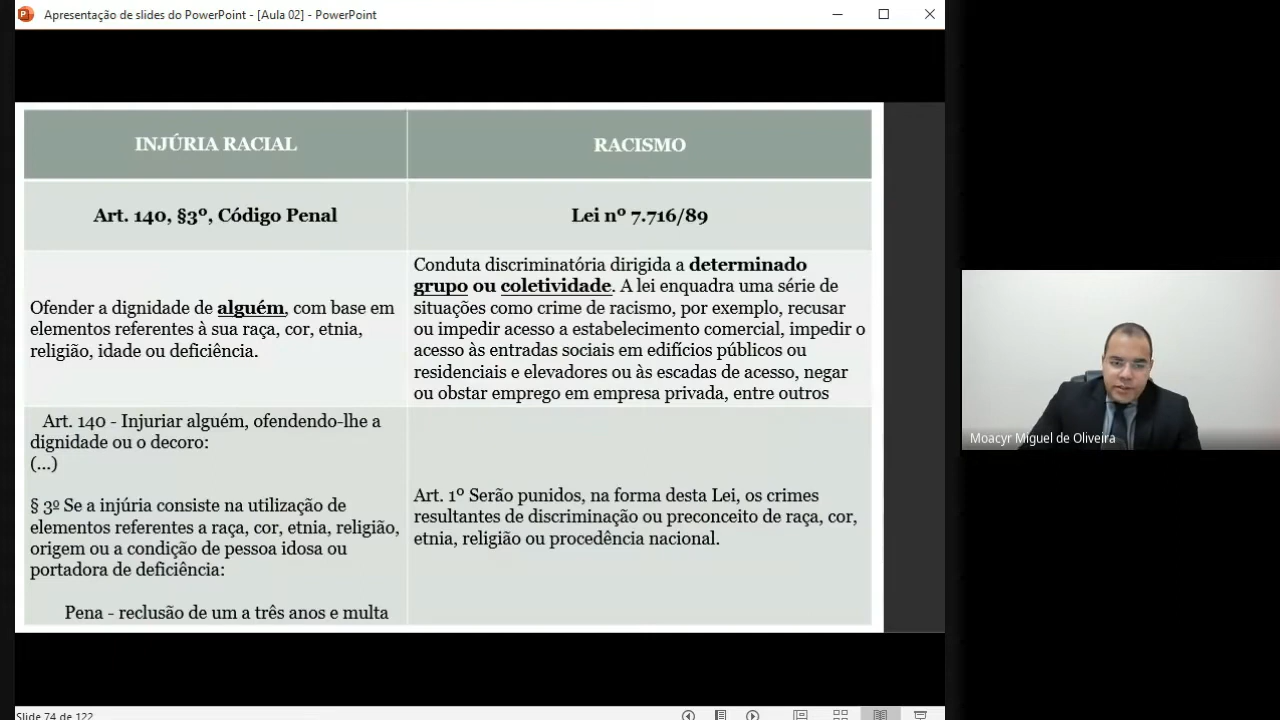 Apresentação de slides do PowerPoint - [Aula 02] - PowerPoint
INJÚRIA RACIAL
RACISMO
Art. 140, §3º, Código Penal
Lei nº 7.716/89
Ofender a dignidade de alguém, com base em
elementos referentes à sua raça, cor, etnia,
religião, idade ou deficiência.
Conduta discriminatória dirigida a determinado
grupo ou coletividade. A lei enquadra uma série de
situações como crime de racismo, por exemplo, recusar
ou impedir acesso a estabelecimento comercial, impedir o
acesso às entradas sociais em edifícios públicos ou
residenciais e elevadores ou às escadas de acesso, negar
ou obstar emprego em empresa privada, entre outros
Art. 140 - Injuriar alguém, ofendendo-lhe a
dignidade ou o decoro:
(...)
§ 3º Se a injúria consiste na utilização de
elementos referentes a raça, cor, etnia, religião,
origem ou a condição de pessoa idosa ou
portadora de deficiência:
Pena - reclusão de um a três anos e multa
Art. 1º Serão punidos, na forma desta Lei, os crimes
resultantes de discriminação ou preconceito de raça, cor,
etnia, religião ou procedência nacional.
Moacyr Miguel de Oliveira
Slide 74 de 122